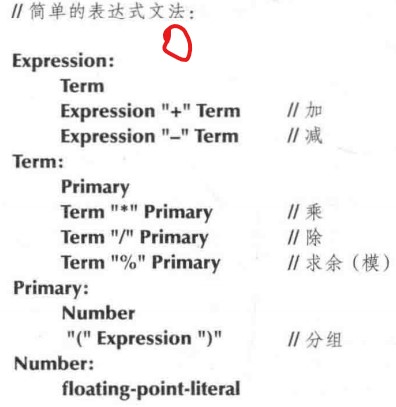 // 简单的表达式文法：
Expression:
Term
Expression "+" Term // 加
Expression "–" Term // 减
Term:
Primary
Term "*" Primary // 乘
Term "/" Primary // 除
Term "%" Primary // 求余（模）
Primary:
Number
"(" Expression ")" // 分组
Number:
floating-point-literal